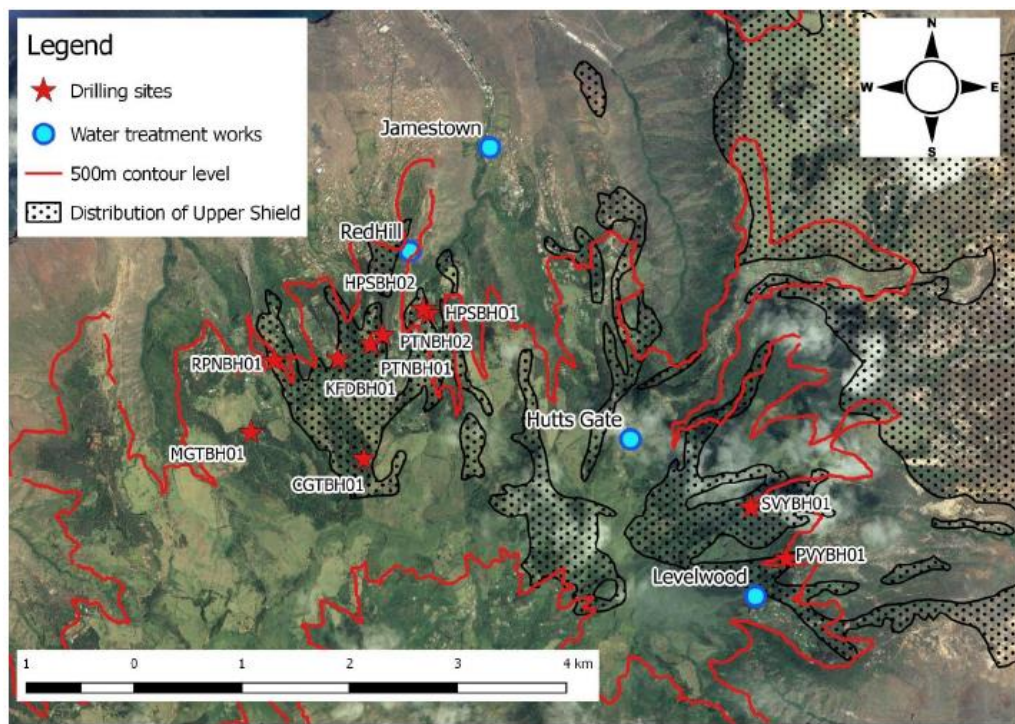 Legend
Drilling sites
Water treatment works
500m contour level
Distribution of Upper Shield
N
W
E
S
Jamestown
RedHill
HPSBH02
HPSBH01
PTNBH02
RPNBH01
PTNBH01
KFDBH01
Hutts Gate
MGTBH01
CGTBH01
SVYBH01
PVYBH01
Levelwood
1 0 1 2 3 4 km